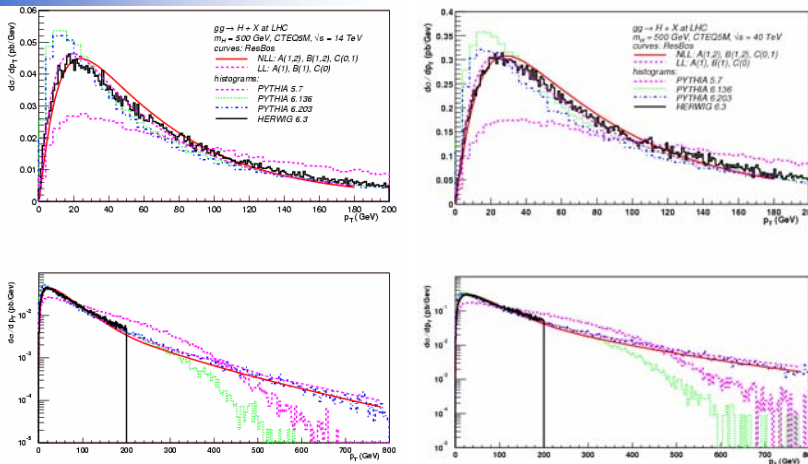 dσ / dp_T (pb/GeV)
0.06
0.05
0.04
0.03
0.02
0.01
0
gg → H + X at LHC
m_H = 500 GeV, CTEQ5M, √s = 14 TeV
curves: ResBos
NLL: A(1,2), B(1,2), C(0,1)
LL: A(1), B(1), C(0)
histograms:
PYTHIA 5.7
PYTHIA 6.136
PYTHIA 6.203
HERWIG 6.3
0 20 40 60 80 100 120 140 160 180 200
p_T (GeV)
dσ / dp_T (pb/GeV)
0.4
0.35
0.3
0.25
0.2
0.15
0.1
0.05
0
gg → H + X at LHC
m_H = 500 GeV, CTEQ5M, √s = 40 TeV
curves: ResBos
NLL: A(1,2), B(1,2), C(0,1)
LL: A(1), B(1), C(0)
histograms:
PYTHIA 5.7
PYTHIA 6.136
PYTHIA 6.203
HERWIG 6.3
0 20 40 60 80 100 120 140 160 180 200
p_T (GeV)
dσ / dp_T (pb/GeV)
10⁻²
10⁻³
10⁻⁴
10⁻⁵
0 100 200 300 400 500 600 700 800
p_T (GeV)
dσ / dp_T (pb/GeV)
10⁻¹
10⁻²
10⁻³
10⁻⁴
10⁻⁵
0 100 200 300 400 500 600 700 800
(GeV)